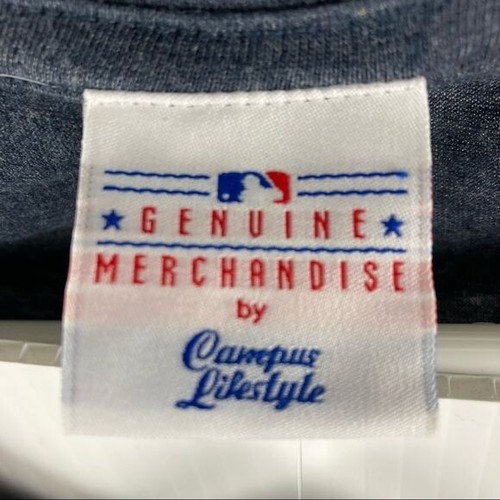 GENUINE
MERCHANDISE
by
Campus
Lifestyle